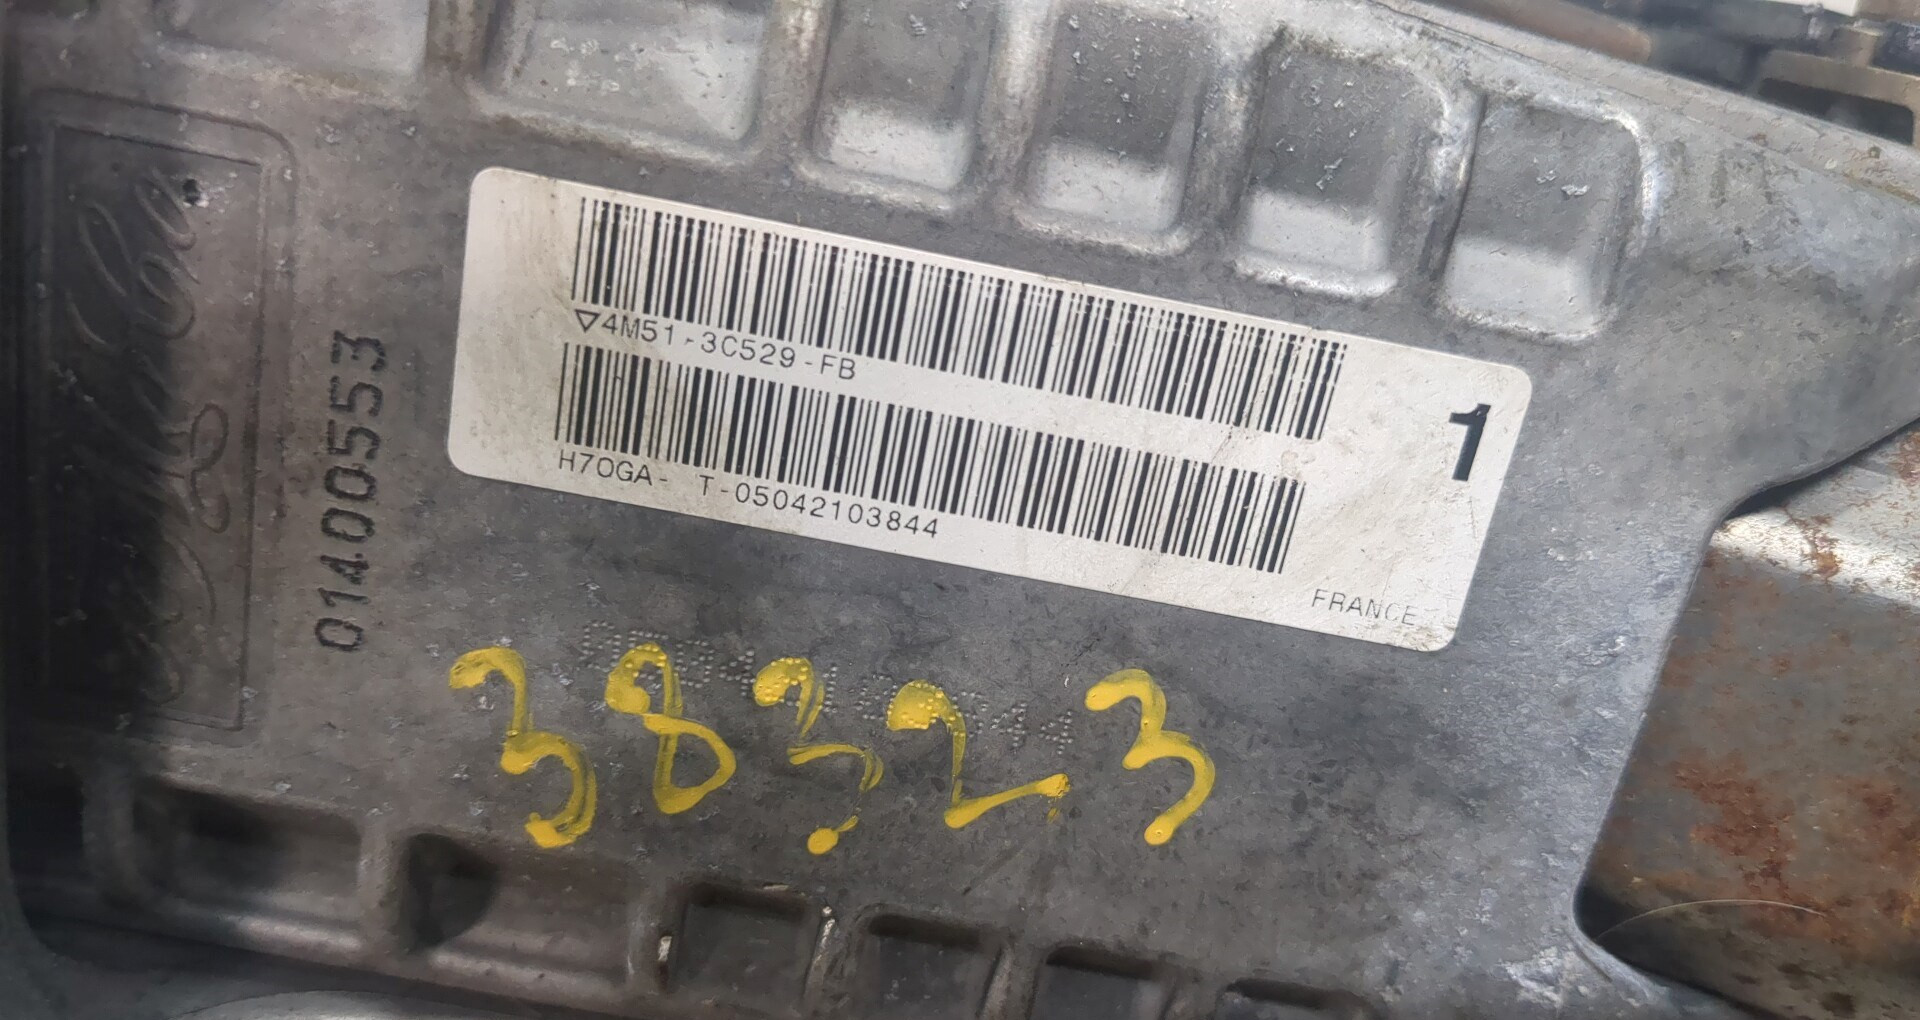 01400553
▽4M51-3C529-FB
H70GA- T-05042103844
1
FRANCE
38323